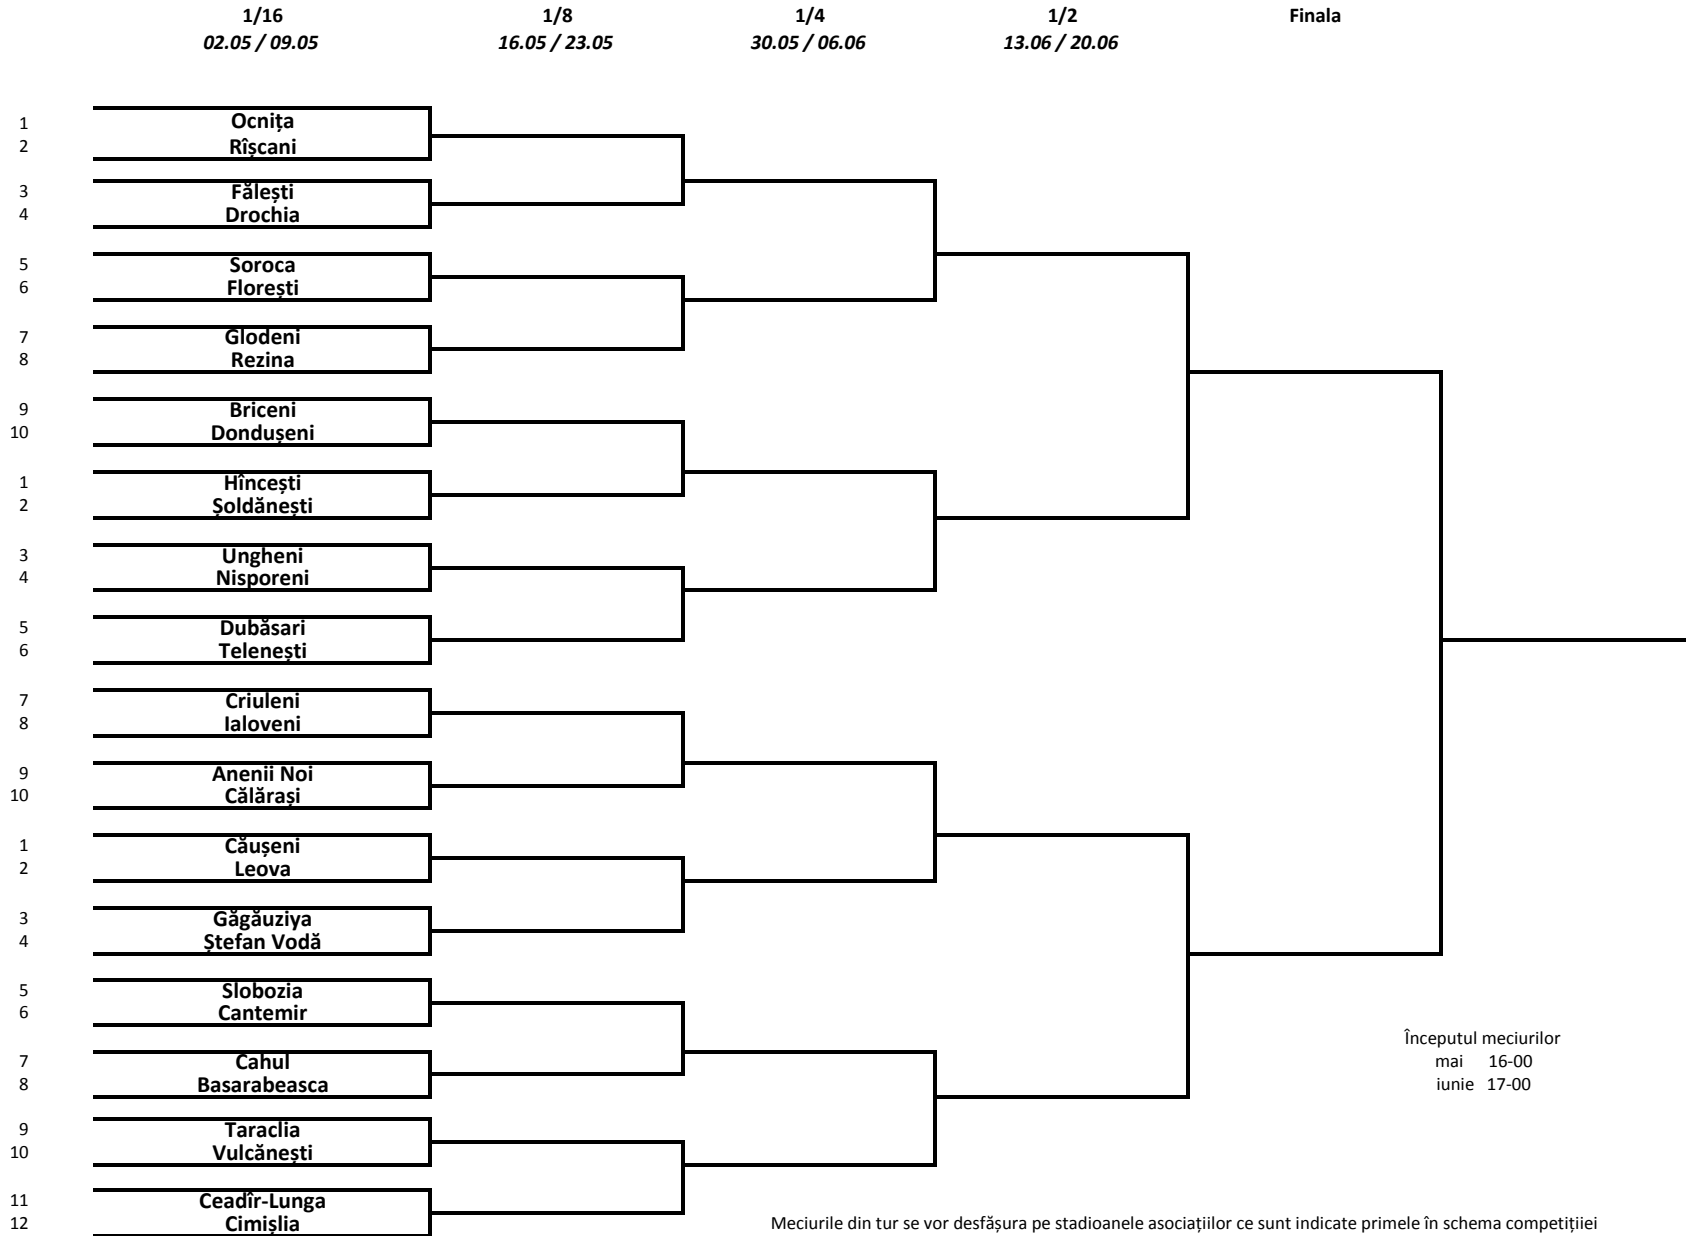 1/16 1/8 1/4 1/2 Finala
02.05 / 09.05 16.05 / 23.05 30.05 / 06.06 13.06 / 20.06
1 Ocnița
2 Rîșcani
3 Fălești
4 Drochia
5 Soroca
6 Florești
7 Glodeni
8 Rezina
9 Briceni
10 Dondușeni
1 Hîncești
2 Șoldănești
3 Ungheni
4 Nisporeni
5 Dubăsari
6 Telenești
7 Criuleni
8 Ialoveni
9 Anenii Noi
10 Călărași
1 Căușeni
2 Leova
3 Găgăuziya
4 Ștefan Vodă
5 Slobozia
6 Cantemir
Începutul meciurilor
7 Cahul mai 16-00
8 Basarabeasca iunie 17-00
9 Taraclia
10 Vulcănești
11 Ceadîr-Lunga
12 Cimișlia Meciurile din tur se vor desfășura pe stadioanele asociațiilor ce sunt indicate primele în schema competițiiei